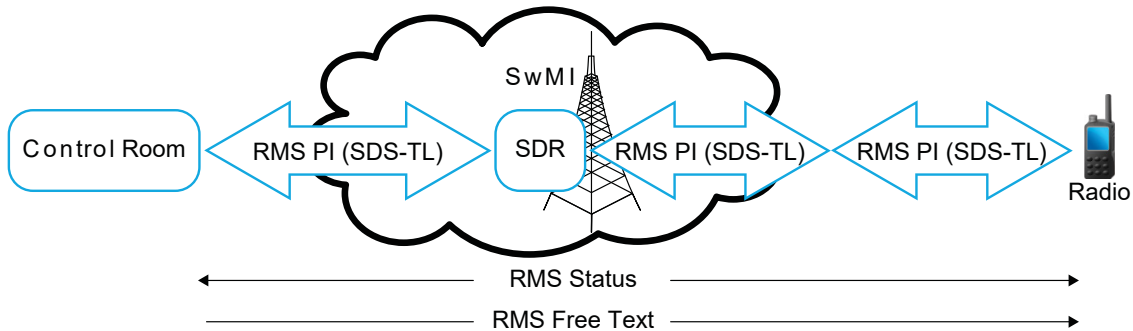 SwMI
Control Room
RMS PI (SDS-TL)
SDR
RMS PI (SDS-TL)
RMS PI (SDS-TL)
Radio
RMS Status
RMS Free Text